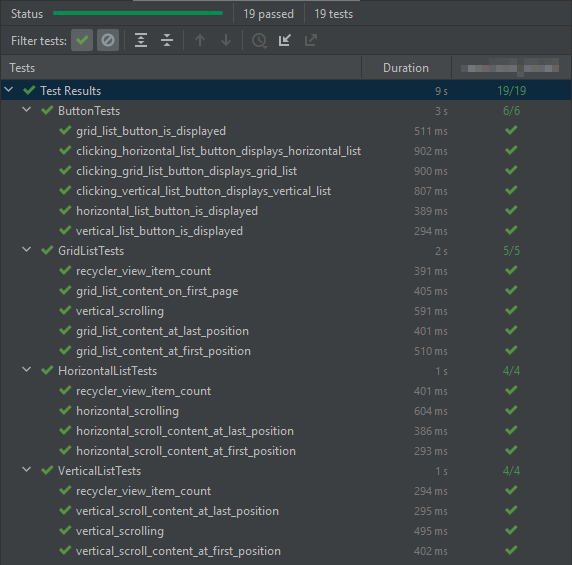 Status 19 passed 19 tests
Filter tests:
Tests Duration
Test Results 9 s 19/19
ButtonTests 3 s 6/6
grid_list_button_is_displayed 511 ms
clicking_horizontal_list_button_displays_horizontal_list 902 ms
clicking_grid_list_button_displays_grid_list 900 ms
clicking_vertical_list_button_displays_vertical_list 807 ms
horizontal_list_button_is_displayed 389 ms
vertical_list_button_is_displayed 294 ms
GridListTests 2 s 5/5
recycler_view_item_count 391 ms
grid_list_content_on_first_page 405 ms
vertical_scrolling 591 ms
grid_list_content_at_last_position 401 ms
grid_list_content_at_first_position 510 ms
HorizontalListTests 1 s 4/4
recycler_view_item_count 401 ms
horizontal_scrolling 604 ms
horizontal_scroll_content_at_last_position 386 ms
horizontal_scroll_content_at_first_position 293 ms
VerticalListTests 1 s 4/4
recycler_view_item_count 294 ms
vertical_scroll_content_at_last_position 295 ms
vertical_scrolling 495 ms
vertical_scroll_content_at_first_position 402 ms